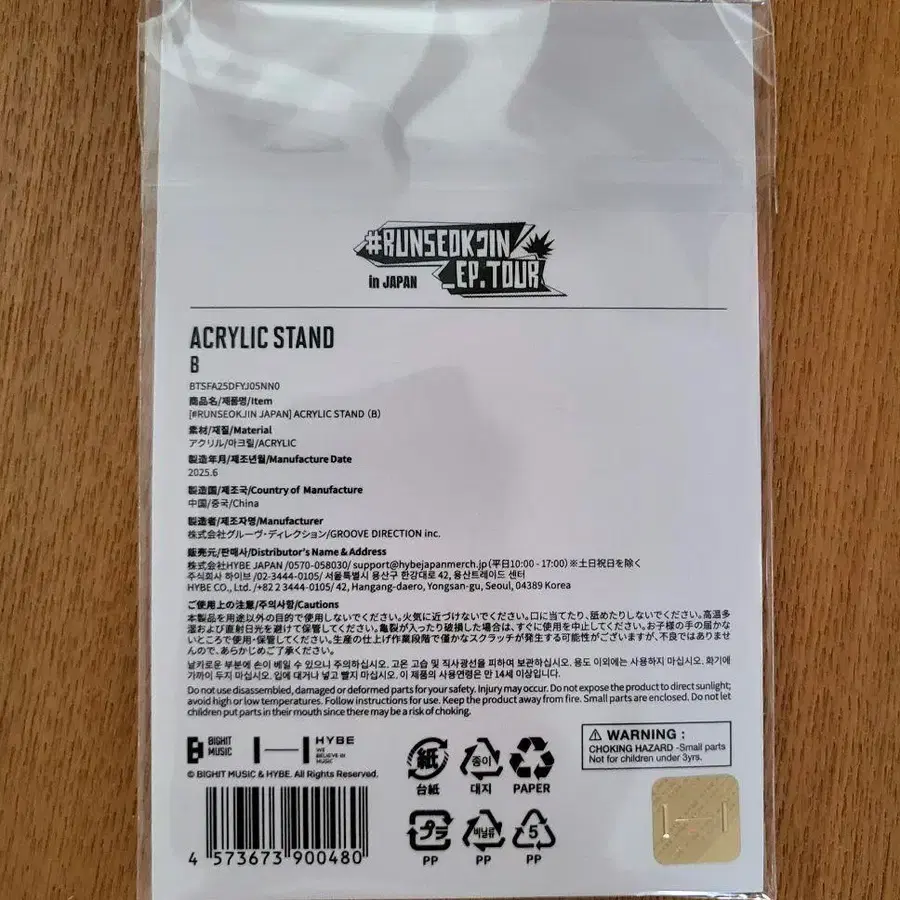 #RUNSEOKJIN
_EP.TOUR
in JAPAN
ACRYLIC STAND
B
BTSFA25DFYJ05NN0
商品名/제품명/Item
[#RUNSEOKJIN JAPAN] ACRYLIC STAND (B)
素材/재질/Material
アクリル/아크릴/ACRYLIC
製造年月/제조년월/Manufacture Date
2025.6
製造国/제조국/Country of Manufacture
中国/중국/China
製造者/제조자명/Manufacturer
株式会社グルーヴ・ディレクション/GROOVE DIRECTION inc.
販売元/판매사/Distributor's Name & Address
株式会社HYBE JAPAN /0570-058030/ support@hybejapanmerch.jp (平日10:00 - 17:00) ※土日祝日を除く
주식회사 하이브 /02-3444-0105/ 서울특별시 용산구 한강대로 42, 용산트레이드 센터
HYBE CO., Ltd. /+82 2 3444-0105/ 42, Hangang-daero, Yongsan-gu, Seoul, 04389 Korea
ご使用上の注意/주의사항/Cautions
本製品を用途以外の目的で使用しないでください。火気に近づけないでください。口に当てたり、舐めたりしないでください。高温多
湿および直射日光を避けて保管してください。亀裂が入ったり破損した場合は、すぐに使用を中止してください。お子様の手の届かな
いところで使用・保管してください。生産の仕上げ作業段階で僅かなスクラッチが発生する可能性がございますが、不良ではありませ
んので、あらかじめご了承ください。
날카로운 부분에 손이 베일 수 있으니 주의하십시오. 고온 고습 및 직사광선을 피하여 보관하십시오. 용도 이외에는 사용하지 마십시오. 화기에
가까이 두지 마십시오. 입에 대거나 넣고 빨지 마십시오. 이 제품의 사용연령은 만 14세 이상입니다.
Do not use disassembled, damaged or deformed parts for your safety. Injury may occur. Do not expose the product to direct sunlight;
avoid high or low temperatures. Follow instructions for use. Keep the product away from fire. Small parts are enclosed. Do not let
children put parts in their mouth since there may be a risk of choking.
BIGHIT
MUSIC
HYBE
WE
BELIEVE IN
MUSIC
© BIGHIT MUSIC & HYBE. All Rights Reserved.
4 573673 900480
紙
台紙
종이
대지
PAPER
プラ
PP
비닐류
PP
5
PP
⚠ WARNING :
CHOKING HAZARD -Small parts
Not for children under 3yrs.